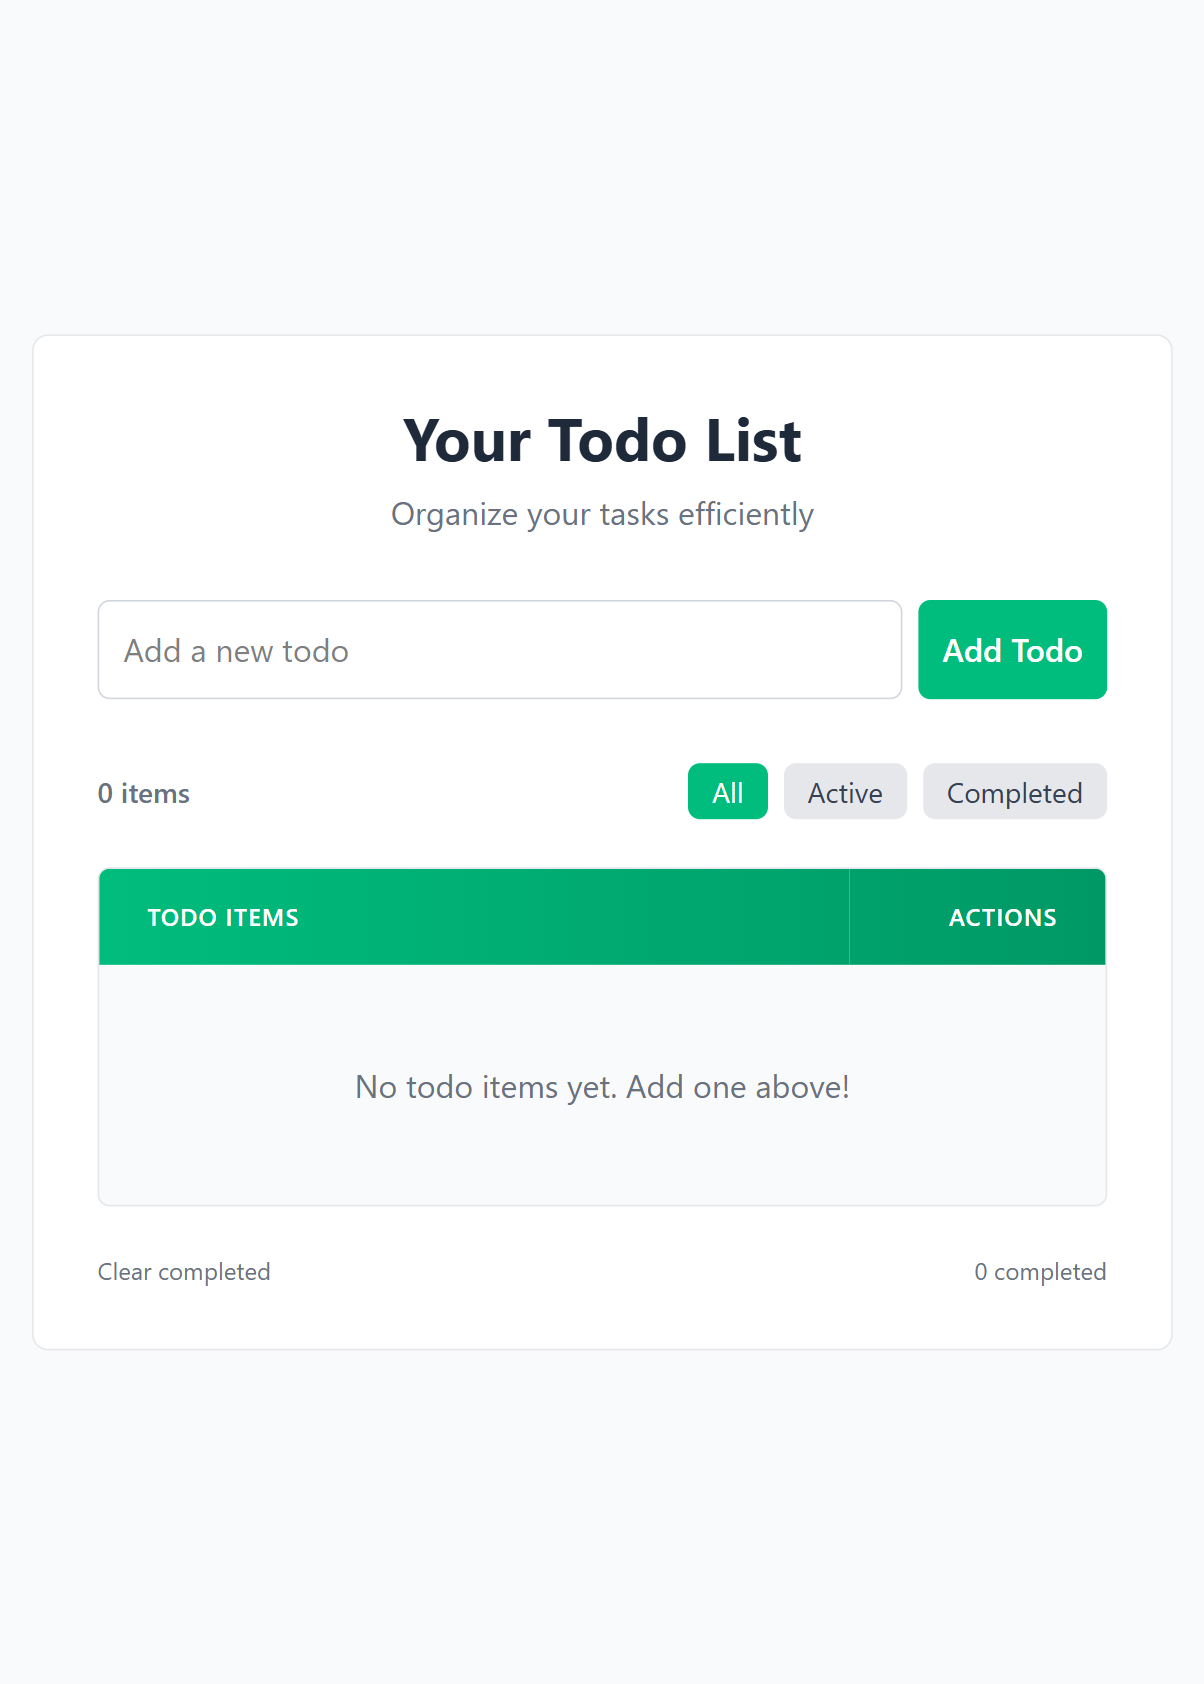 Your Todo List
Organize your tasks efficiently
Add a new todo
Add Todo
0 items
All
Active
Completed
TODO ITEMS
ACTIONS
No todo items yet. Add one above!
Clear completed
0 completed